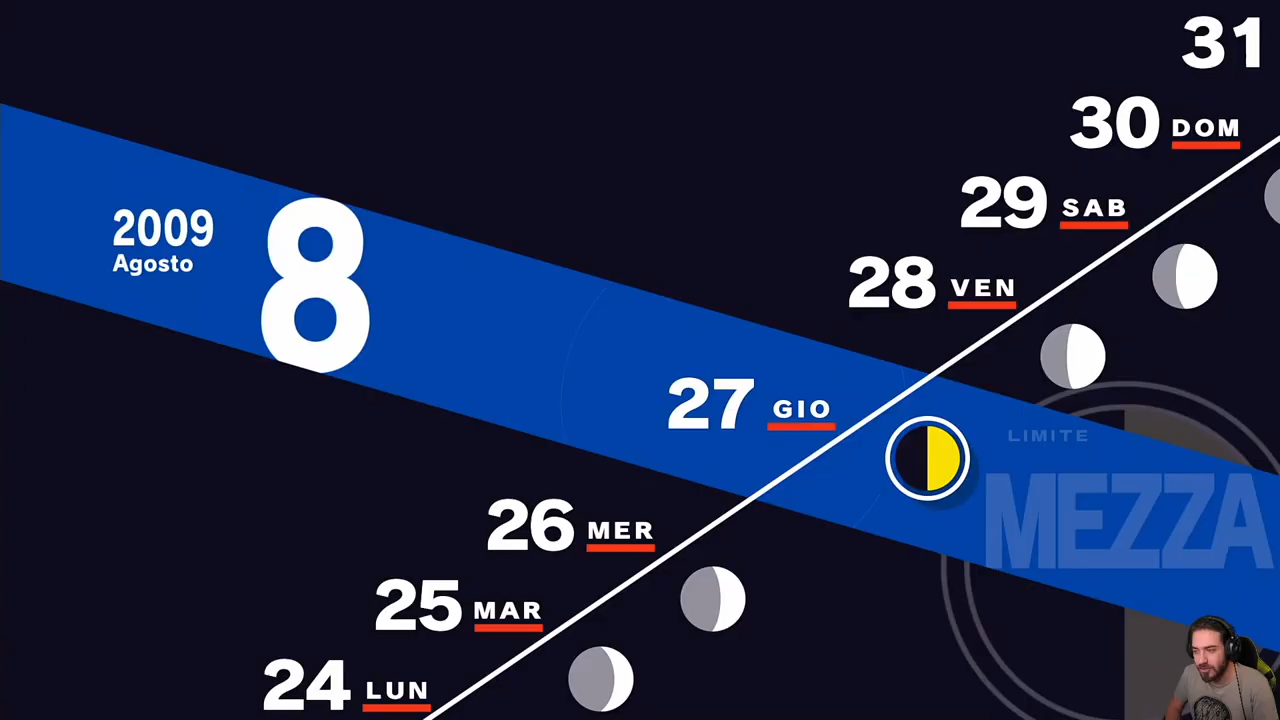 31
30 DOM
29 SAB
28 VEN
2009
Agosto
8
27 GIO
LIMITE
MEZZA
26 MER
25 MAR
24 LUN